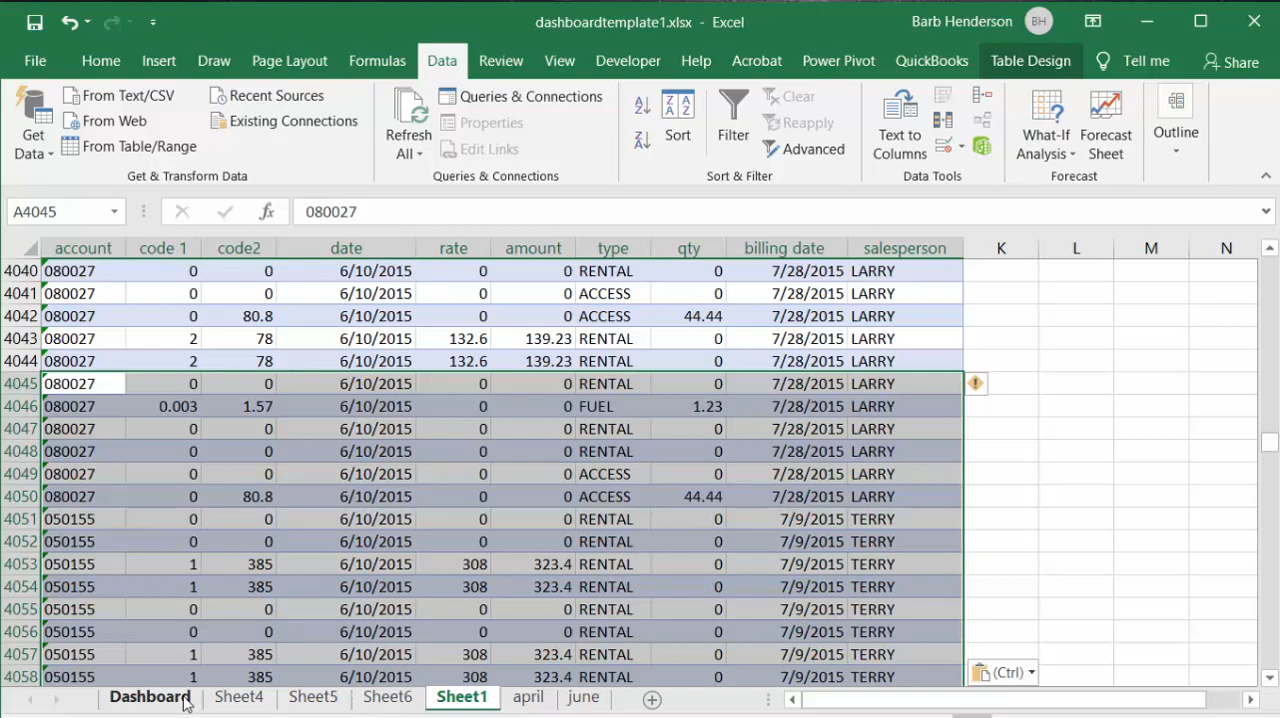 dashboardtemplate1.xlsx - Excel
Barb Henderson BH
File Home Insert Draw Page Layout Formulas Data Review View Developer Help Acrobat Power Pivot QuickBooks Table Design Tell me Share
Get Data
From Text/CSV
From Web
From Table/Range
Recent Sources
Existing Connections
Get & Transform Data
Refresh All
Queries & Connections
Properties
Edit Links
Queries & Connections
Sort
Filter
Clear
Reapply
Advanced
Sort & Filter
Text to Columns
Data Tools
What-If Analysis
Forecast Sheet
Forecast
Outline
A4045 fx 080027
account code 1 code2 date rate amount type qty billing date salesperson K L M N
4040 080027 0 0 6/10/2015 0 0 RENTAL 0 7/28/2015 LARRY
4041 080027 0 0 6/10/2015 0 0 ACCESS 0 7/28/2015 LARRY
4042 080027 0 80.8 6/10/2015 0 0 ACCESS 44.44 7/28/2015 LARRY
4043 080027 2 78 6/10/2015 132.6 139.23 RENTAL 0 7/28/2015 LARRY
4044 080027 2 78 6/10/2015 132.6 139.23 RENTAL 0 7/28/2015 LARRY
4045 080027 0 0 6/10/2015 0 0 RENTAL 0 7/28/2015 LARRY
4046 080027 0.003 1.57 6/10/2015 0 0 FUEL 1.23 7/28/2015 LARRY
4047 080027 0 0 6/10/2015 0 0 RENTAL 0 7/28/2015 LARRY
4048 080027 0 0 6/10/2015 0 0 RENTAL 0 7/28/2015 LARRY
4049 080027 0 0 6/10/2015 0 0 ACCESS 0 7/28/2015 LARRY
4050 080027 0 80.8 6/10/2015 0 0 ACCESS 44.44 7/28/2015 LARRY
4051 050155 0 0 6/10/2015 0 0 RENTAL 0 7/9/2015 TERRY
4052 050155 0 0 6/10/2015 0 0 RENTAL 0 7/9/2015 TERRY
4053 050155 1 385 6/10/2015 308 323.4 RENTAL 0 7/9/2015 TERRY
4054 050155 1 385 6/10/2015 308 323.4 RENTAL 0 7/9/2015 TERRY
4055 050155 0 0 6/10/2015 0 0 RENTAL 0 7/9/2015 TERRY
4056 050155 0 0 6/10/2015 0 0 RENTAL 0 7/9/2015 TERRY
4057 050155 1 385 6/10/2015 308 323.4 RENTAL 0 7/9/2015 TERRY
4058 050155 1 385 6/10/2015 308 323.4 RENTAL 0 7/9/2015 TERRY
(Ctrl)
Dashboard Sheet4 Sheet5 Sheet6 Sheet1 april june